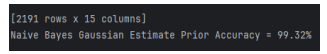 [2191 rows x 15 columns]
Naive Bayes Gaussian Estimate Prior Accuracy = 99.32%